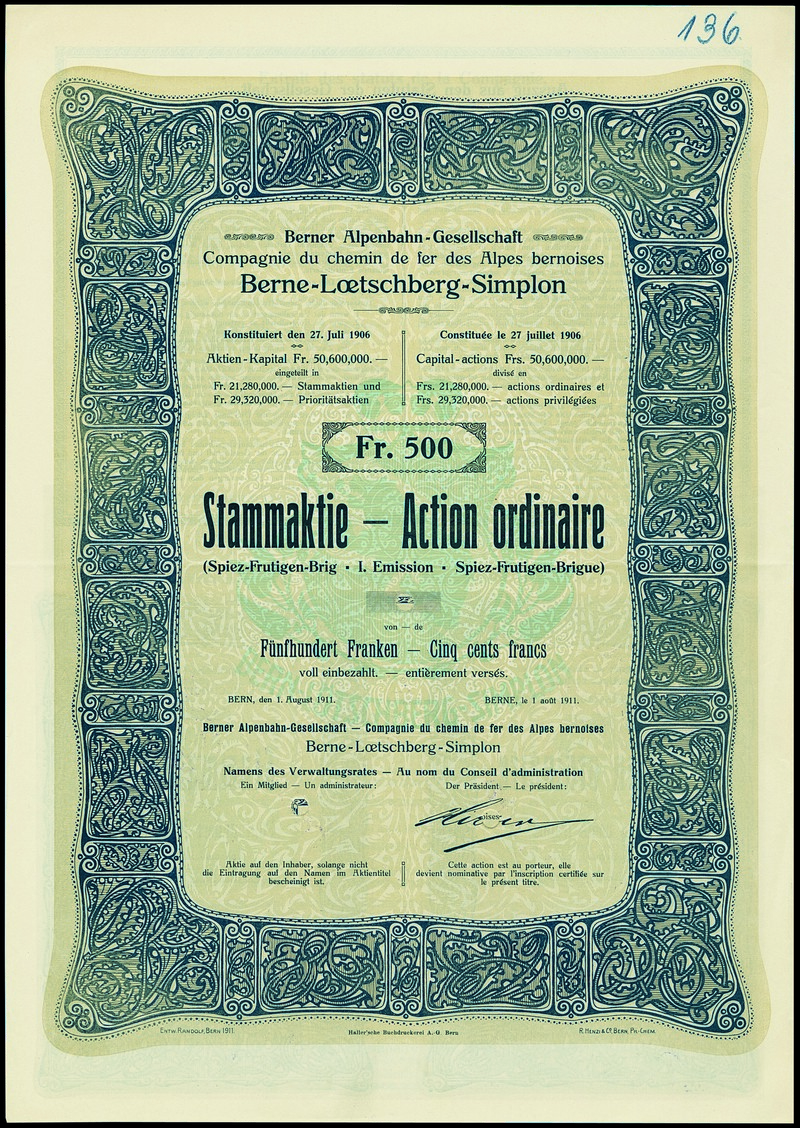 136
Berner Alpenbahn-Gesellschaft
Compagnie du chemin de fer des Alpes bernoises
Berne-Lœtschberg-Simplon
Konstituiert den 27. Juli 1906
Aktien-Kapital Fr. 50,600,000. —
eingeteilt in
Fr. 21,280,000. — Stammaktien und
Fr. 29,320,000. — Prioritätsaktien
Constituée le 27 juillet 1906
Capital-actions Frs. 50,600,000. —
divisé en
Frs. 21,280,000. — actions ordinaires et
Frs. 29,320,000. — actions privilégiées
Fr. 500
Stammaktie — Action ordinaire
(Spiez-Frutigen-Brig • I. Emission • Spiez-Frutigen-Brigue)
von — de
Fünfhundert Franken — Cinq cents francs
voll einbezahlt. — entièrement versés.
BERN, den 1. August 1911. BERNE, le 1 août 1911.
Berner Alpenbahn-Gesellschaft — Compagnie du chemin de fer des Alpes bernoises
Berne-Lœtschberg-Simplon
Namens des Verwaltungsrates — Au nom du Conseil d'administration
Ein Mitglied — Un administrateur: Der Präsident — Le président:
Aktie auf den Inhaber, solange nicht
die Eintragung auf den Namen im Aktientitel
bescheinigt ist.
Cette action est au porteur, elle
devient nominative par l'inscription certifiée sur
le présent titre.
ENTW. RANDOLF, BERN 1911. Haller'sche Buchdruckerei A.-G. Bern R. HENZI & Cº. BERN, PH.-CHEM.